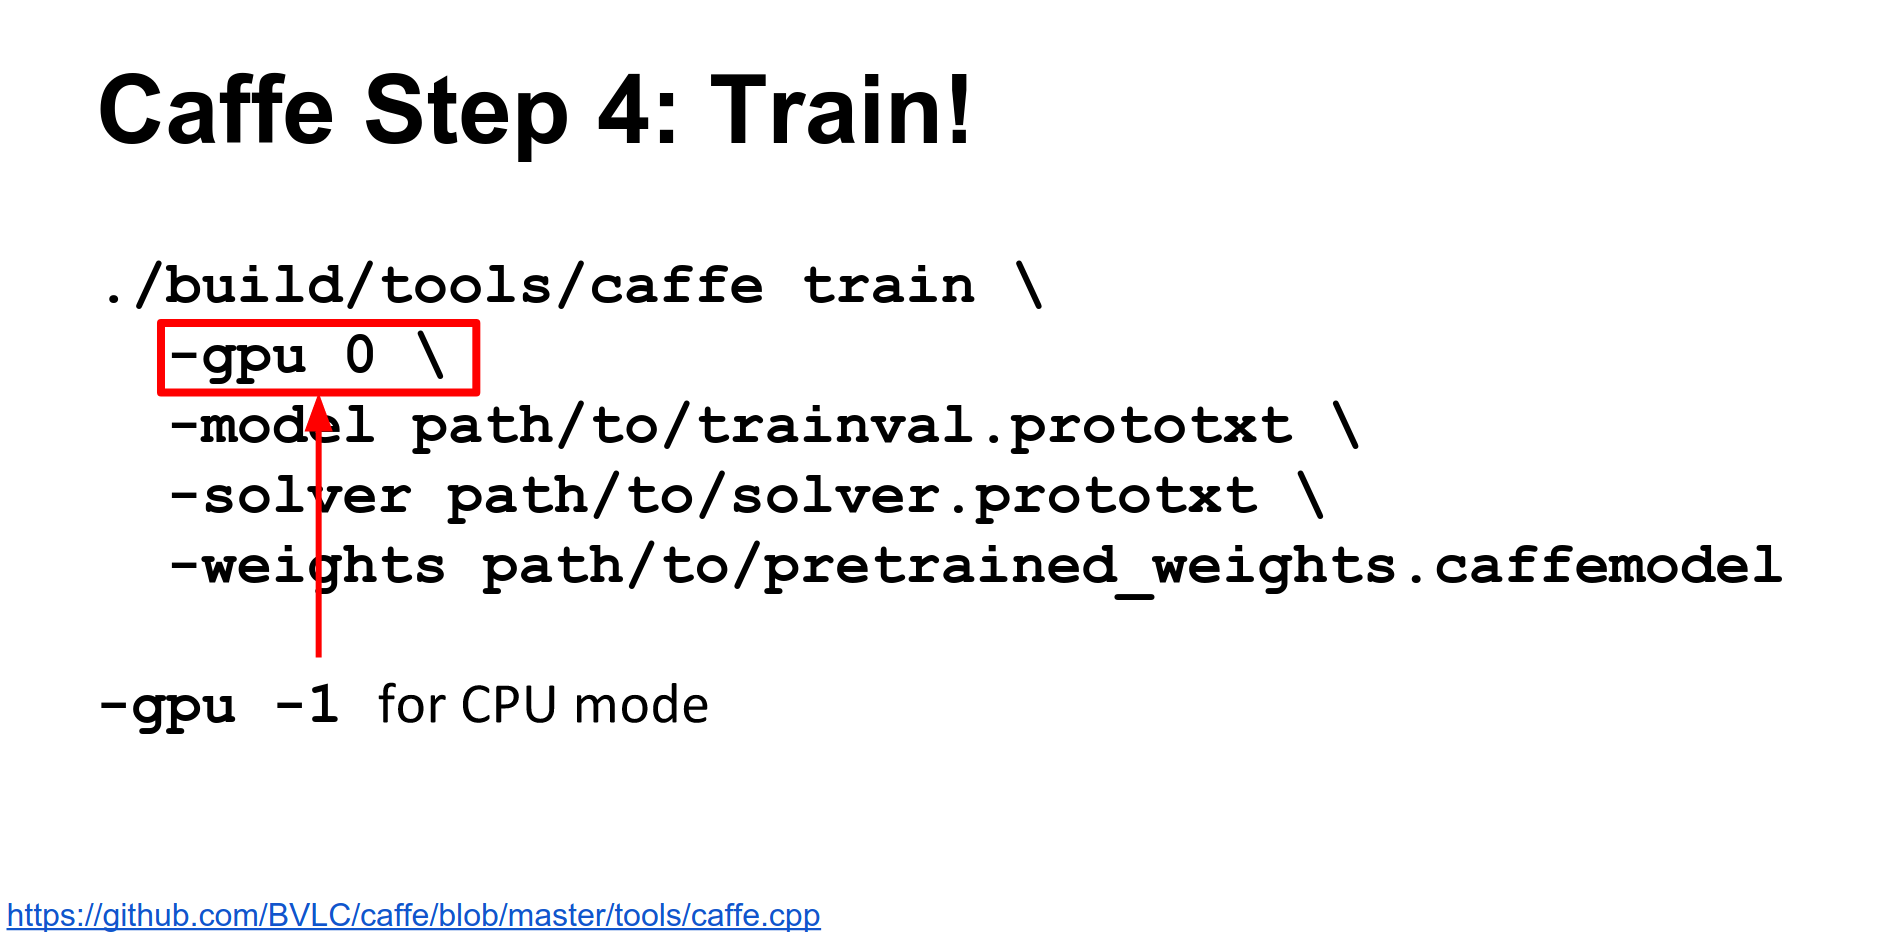 Caffe Step 4: Train!
./build/tools/caffe train \
-gpu 0 \
-model path/to/trainval.prototxt \
-solver path/to/solver.prototxt \
-weights path/to/pretrained_weights.caffemodel
-gpu -1 for CPU mode
https://github.com/BVLC/caffe/blob/master/tools/caffe.cpp